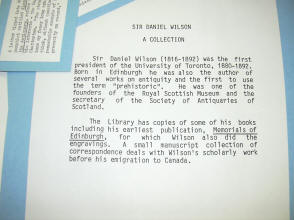 SIR DANIEL WILSON
A COLLECTION
Sir Daniel Wilson (1816-1892) was the first
president of the University of Toronto, 1880-1892.
Born in Edinburgh he was also the author of
several works on antiquity and the first to use
the term "prehistoric". He was one of the
founders of the Royal Scottish Museum and the
secretary of the Society of Antiquaries of
Scotland.
The Library has copies of some of his books
including his earliest publication, Memorials of
Edinburgh, for which Wilson also did the
engravings. A small manuscript collection of
correspondence deals with Wilson's scholarly work
before his emigration to Canada.